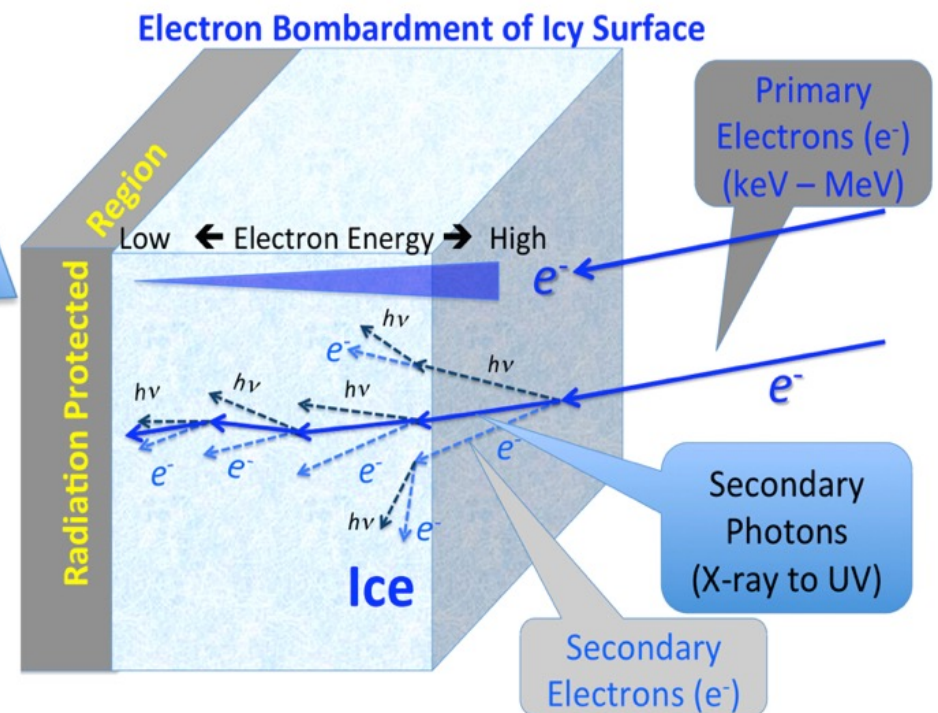 Electron Bombardment of Icy Surface
Primary
Electrons (e⁻)
(keV – MeV)
Region
Radiation Protected
Low ← Electron Energy → High
e⁻
hν
e⁻
hν
e⁻
hν
hν
hν
e⁻
e⁻
e⁻
e⁻
hν
e⁻
Ice
Secondary
Photons
(X-ray to UV)
Secondary
Electrons (e⁻)